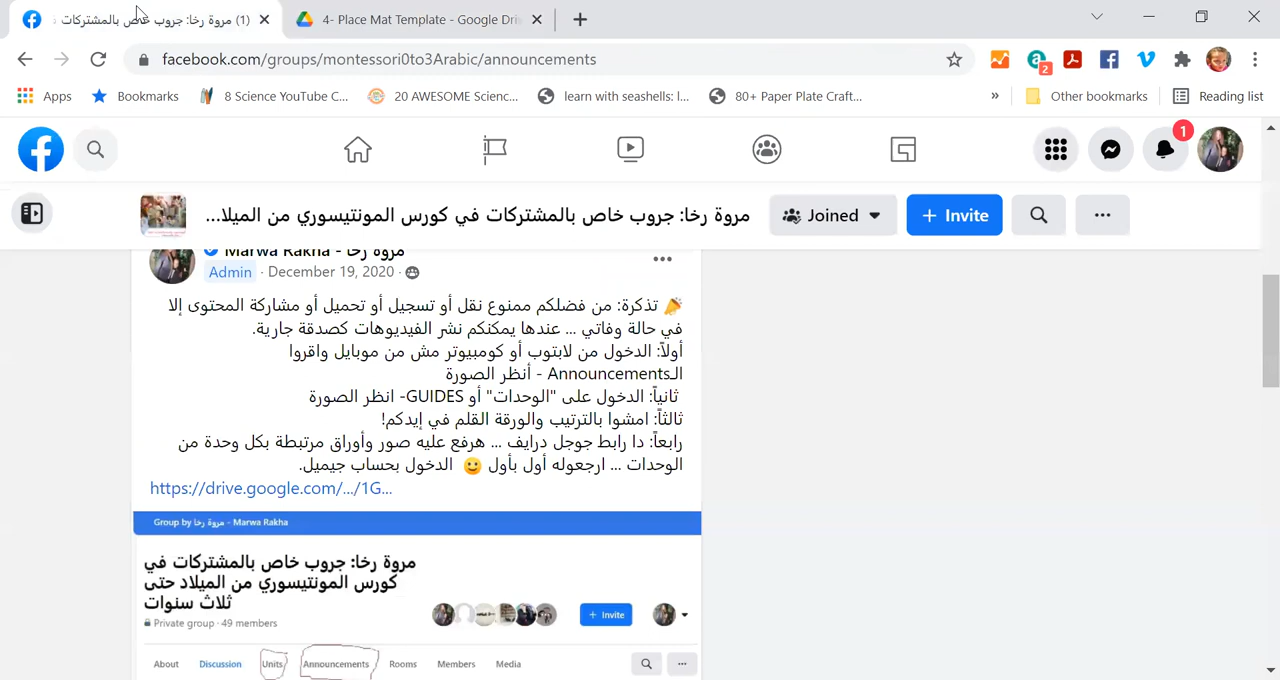 (1) مروة رخا: جروب خاص بالمشتركات
4- Place Mat Template - Google Dri
facebook.com/groups/montessori0to3Arabic/announcements
2
Apps
Bookmarks
8 Science YouTube C...
20 AWESOME Scienc...
learn with seashells: l...
80+ Paper Plate Craft...
»
Other bookmarks
Reading list
1
مروة رخا: جروب خاص بالمشتركات في كورس المونتيسوري من الميلا...
Joined
+ Invite
Marwa Rakha - مروة رخا
Admin · December 19, 2020 ·
تذكرة: من فضلكم ممنوع نقل أو تسجيل أو تحميل أو مشاركة المحتوى إلا
في حالة وفاتي ... عندها يمكنكم نشر الفيديوهات كصدقة جارية.
أولاً: الدخول من لابتوب أو كومبيوتر مش من موبايل واقروا
الـAnnouncements - أنظر الصورة
ثانياً: الدخول على "الوحدات" أو GUIDES- انظر الصورة
ثالثاً: امشوا بالترتيب والورقة القلم في إيدكم!
رابعاً: دا رابط جوجل درايف ... هرفع عليه صور وأوراق مرتبطة بكل وحدة من
الوحدات ... ارجعوله أول بأول 🙂 الدخول بحساب جيميل.
https://drive.google.com/.../1G...
Group by مروة رخا - Marwa Rakha
مروة رخا: جروب خاص بالمشتركات في
كورس المونتيسوري من الميلاد حتى
ثلاث سنوات
Private group · 49 members
+ Invite
About
Discussion
Units
Announcements
Rooms
Members
Media